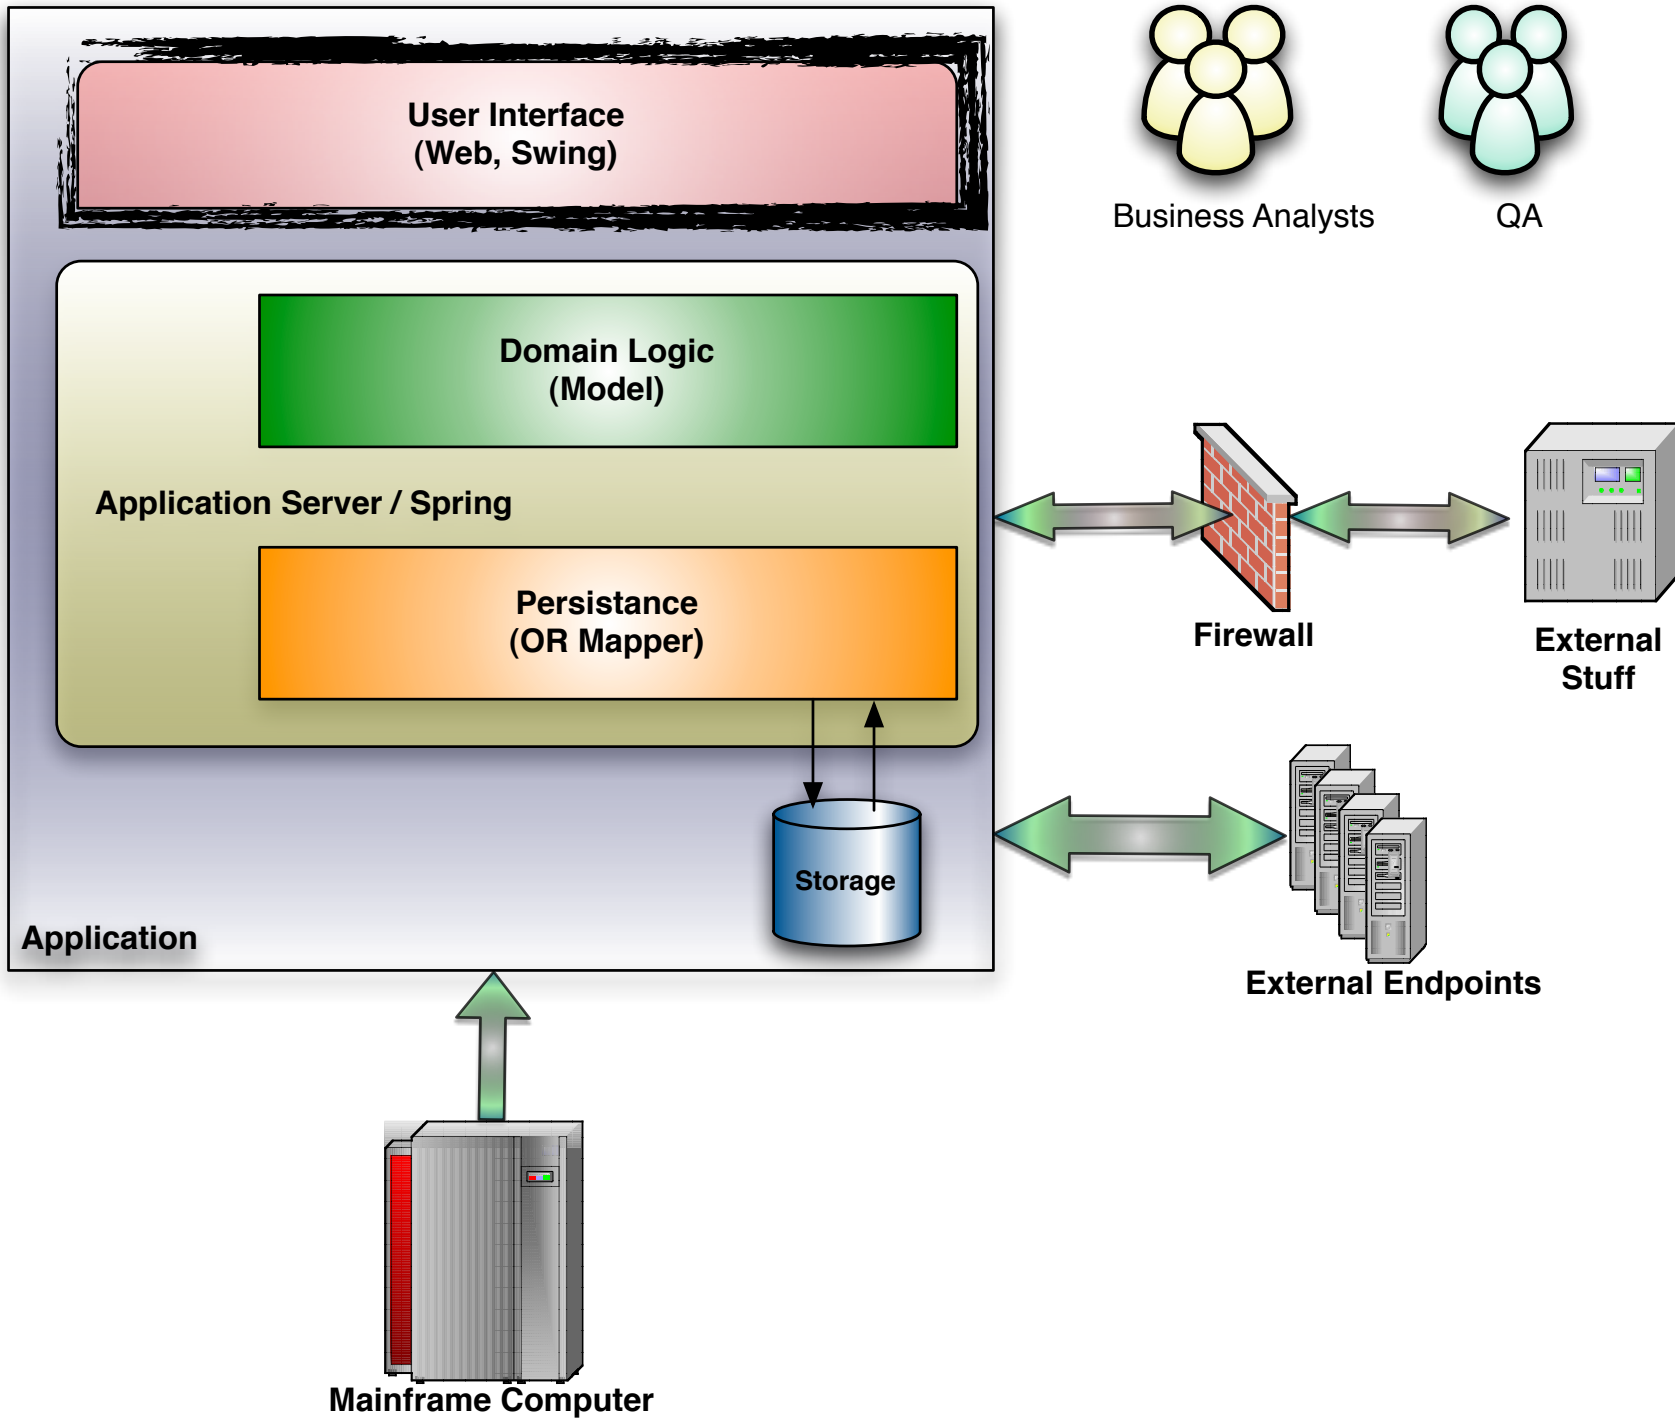 User Interface
(Web, Swing)
Business Analysts
QA
Domain Logic
(Model)
Application Server / Spring
Persistance
(OR Mapper)
Firewall
External
Stuff
Storage
Application
External Endpoints
Mainframe Computer